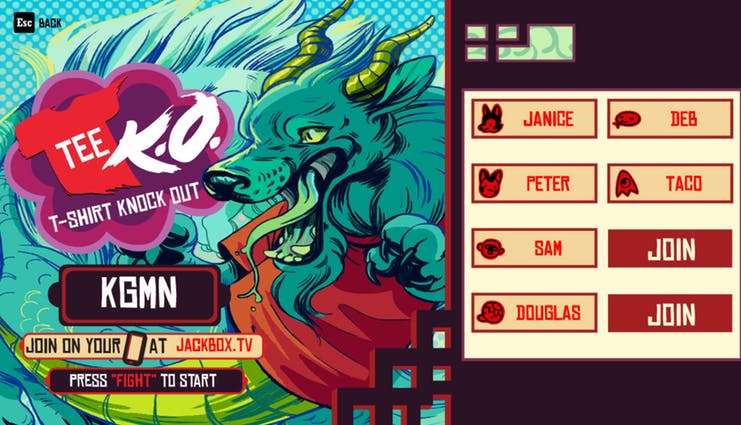 Esc BACK
TEE K.O.
T-SHIRT KNOCK OUT
KGMN
JOIN ON YOUR AT JACKBOX.TV
PRESS "FIGHT" TO START
JANICE
DEB
PETER
TACO
SAM
JOIN
DOUGLAS
JOIN